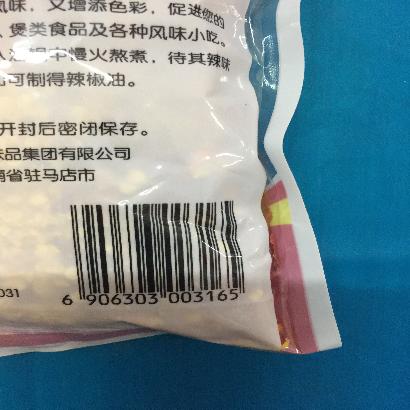 风味，又增添色彩，促进您的
、煲类食品及各种风味小吃。
油锅中慢火熬煮，待其辣味
可制得辣椒油。
开封后密闭保存。
味品集团有限公司
南省驻马店市
031
6 906303 003165